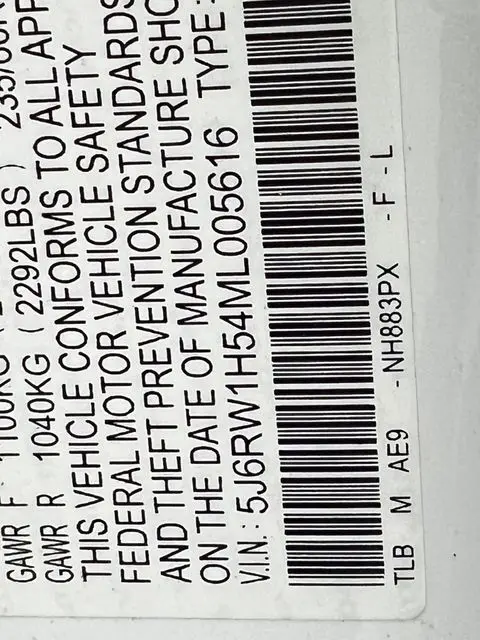 GAWR F 1100KG (
GAWR R 1040KG ( 2292LBS ) 235/
THIS VEHICLE CONFORMS TO ALL APP
FEDERAL MOTOR VEHICLE SAFETY
AND THEFT PREVENTION STANDARDS
ON THE DATE OF MANUFACTURE SHO
V.I.N.: 5J6RW1H54ML005616 TYPE:
TLB M AE9 -NH883PX -F-L